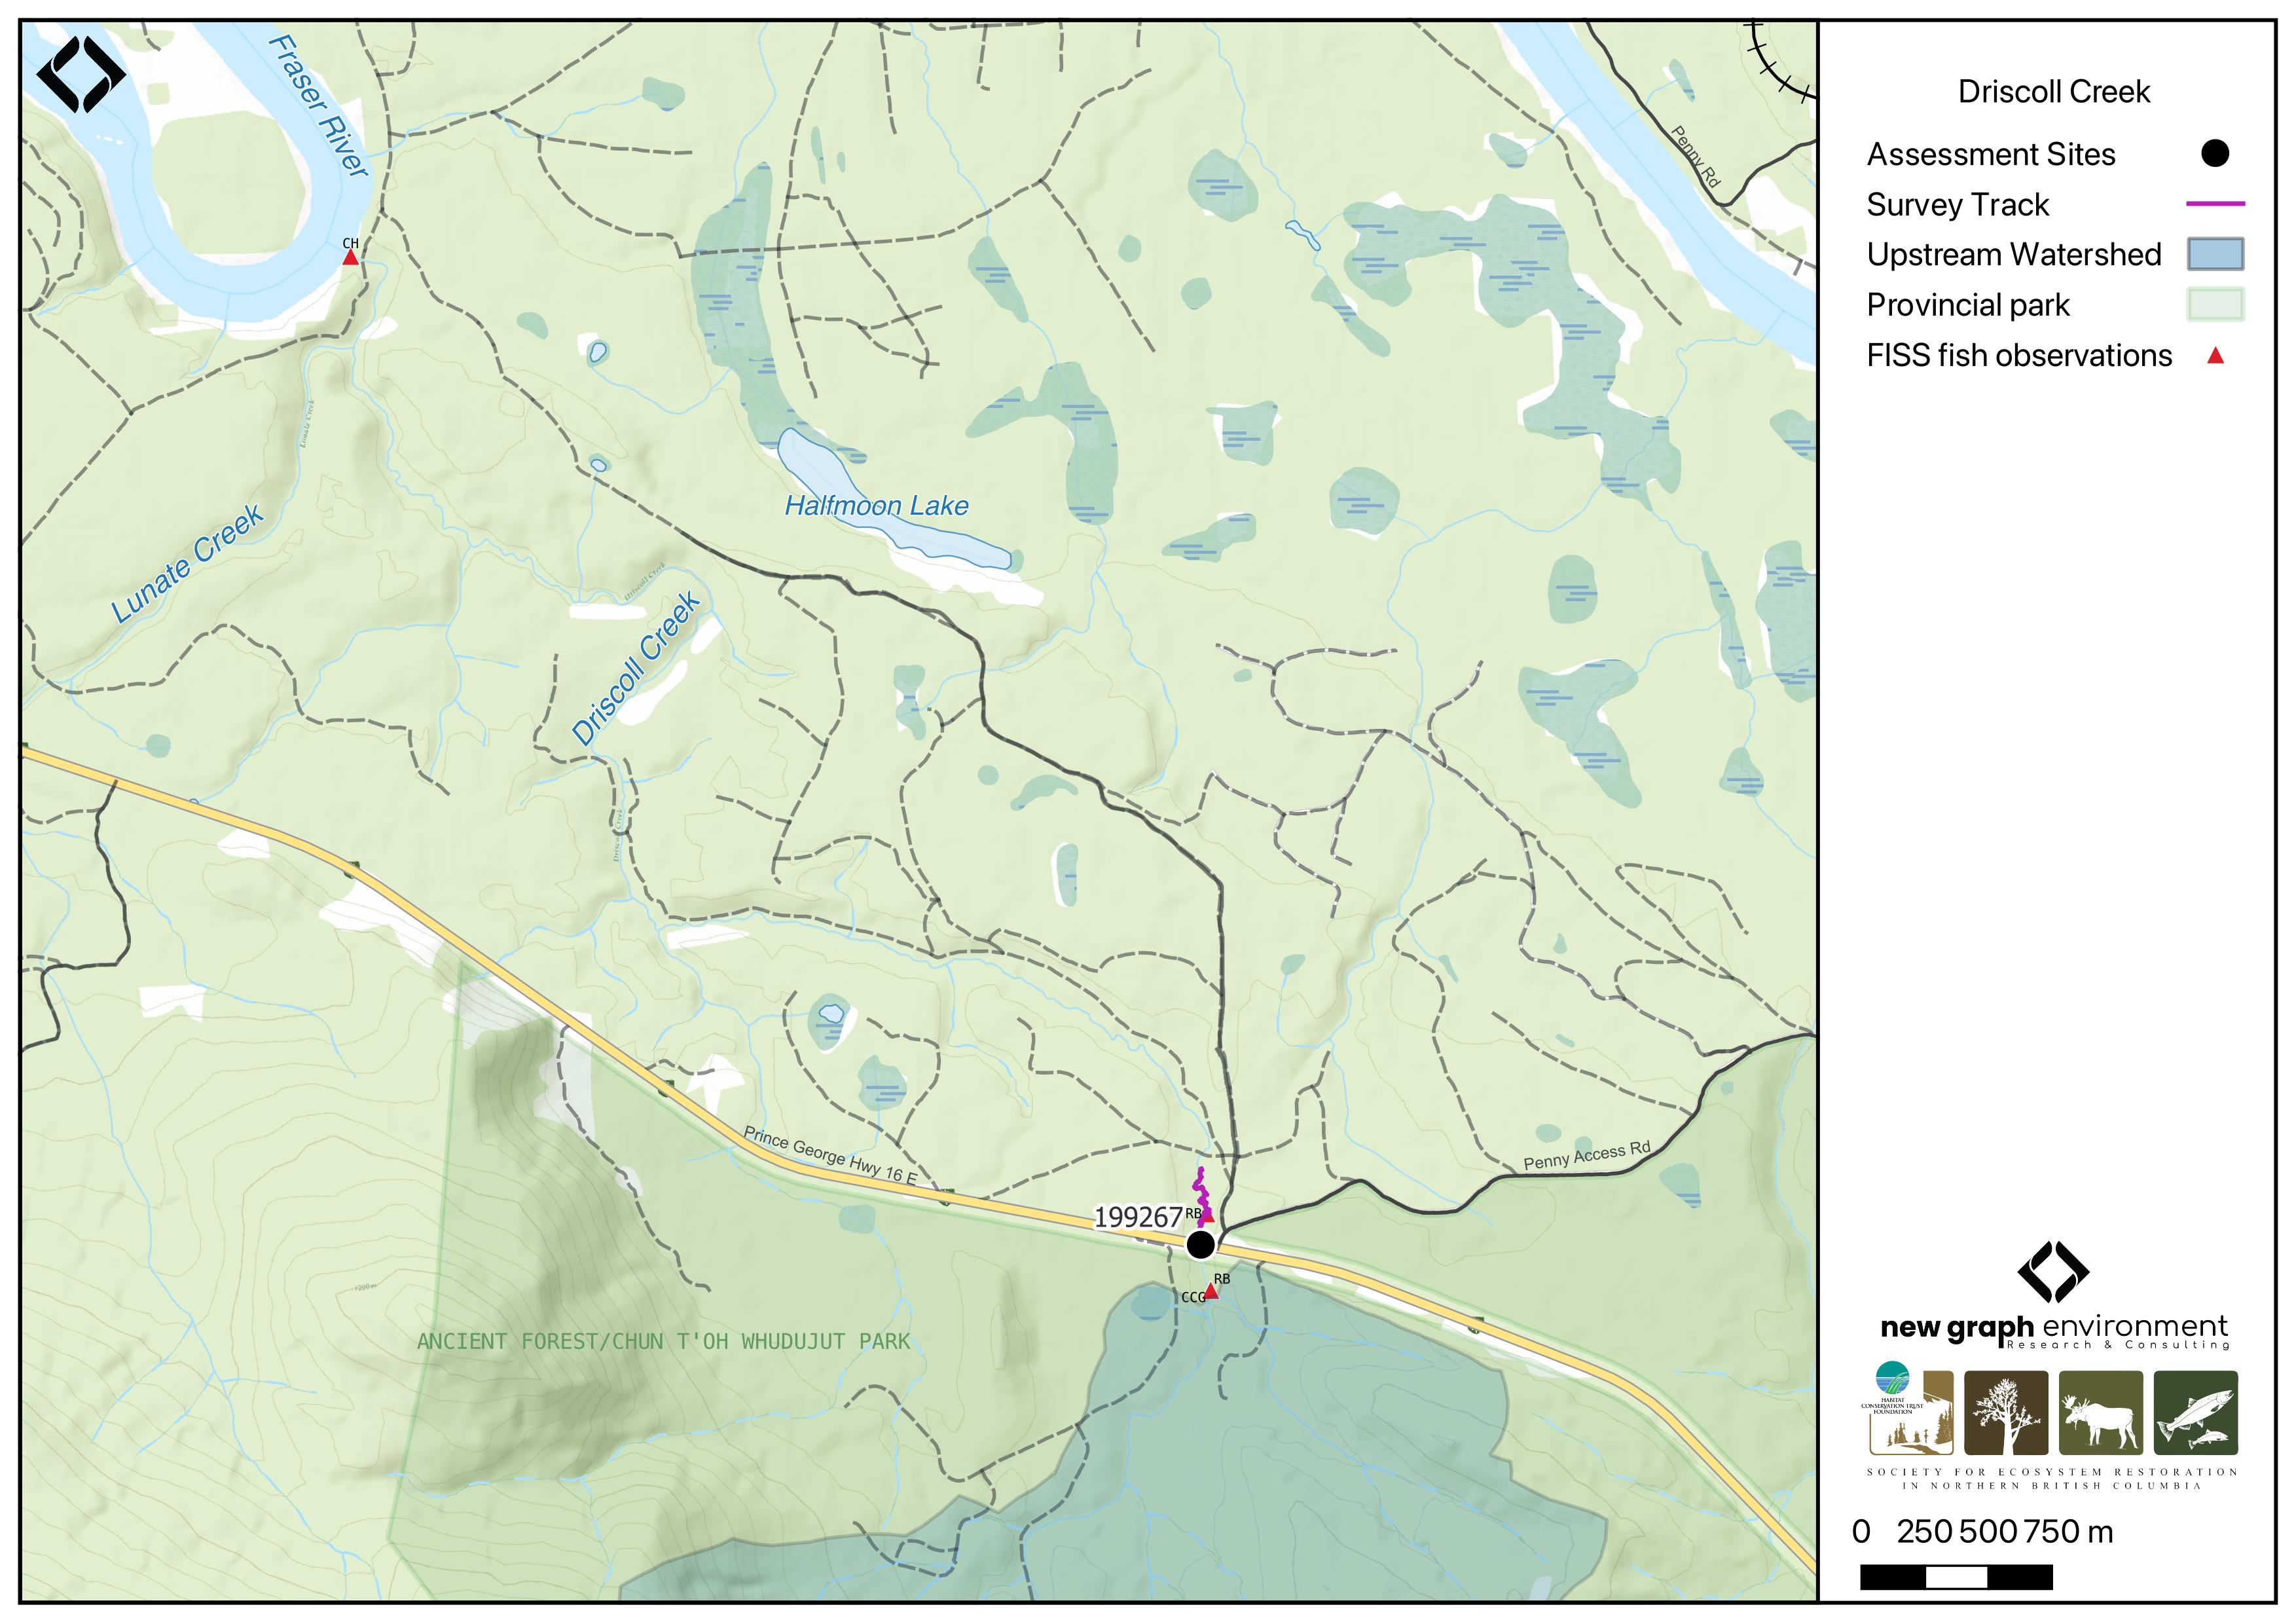 Fraser River
CH
Penny Rd
Halfmoon Lake
Lunate Creek
Lunate Creek
Driscoll Creek
Driscoll Creek
Driscoll Creek
Prince George Hwy 16 E
Penny Access Rd
199267
RB
RB
CCG
ANCIENT FOREST/CHUN T'OH WHUDUJUT PARK
Driscoll Creek
Assessment Sites
Survey Track
Upstream Watershed
Provincial park
FISS fish observations
new graph environment
Research & Consulting
HABITAT
CONSERVATION TRUST
FOUNDATION
SOCIETY FOR ECOSYSTEM RESTORATION
IN NORTHERN BRITISH COLUMBIA
0 250 500 750 m